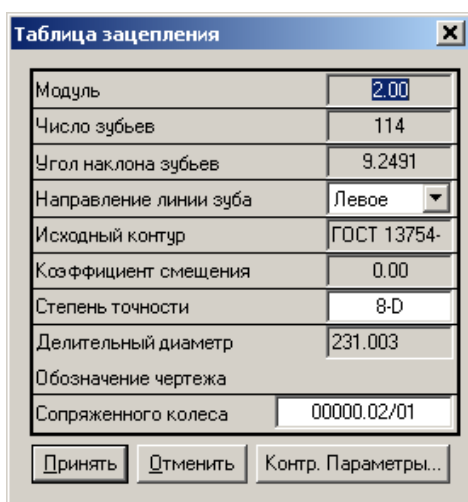 Таблица зацепления
Модуль 2.00
Число зубьев 114
Угол наклона зубьев 9.2491
Направление линии зуба Левое
Исходный контур ГОСТ 13754-
Коэффициент смещения 0.00
Степень точности 8-D
Делительный диаметр 231.003
Обозначение чертежа
Сопряженного колеса 00000.02/01
Принять Отменить Контр. Параметры...